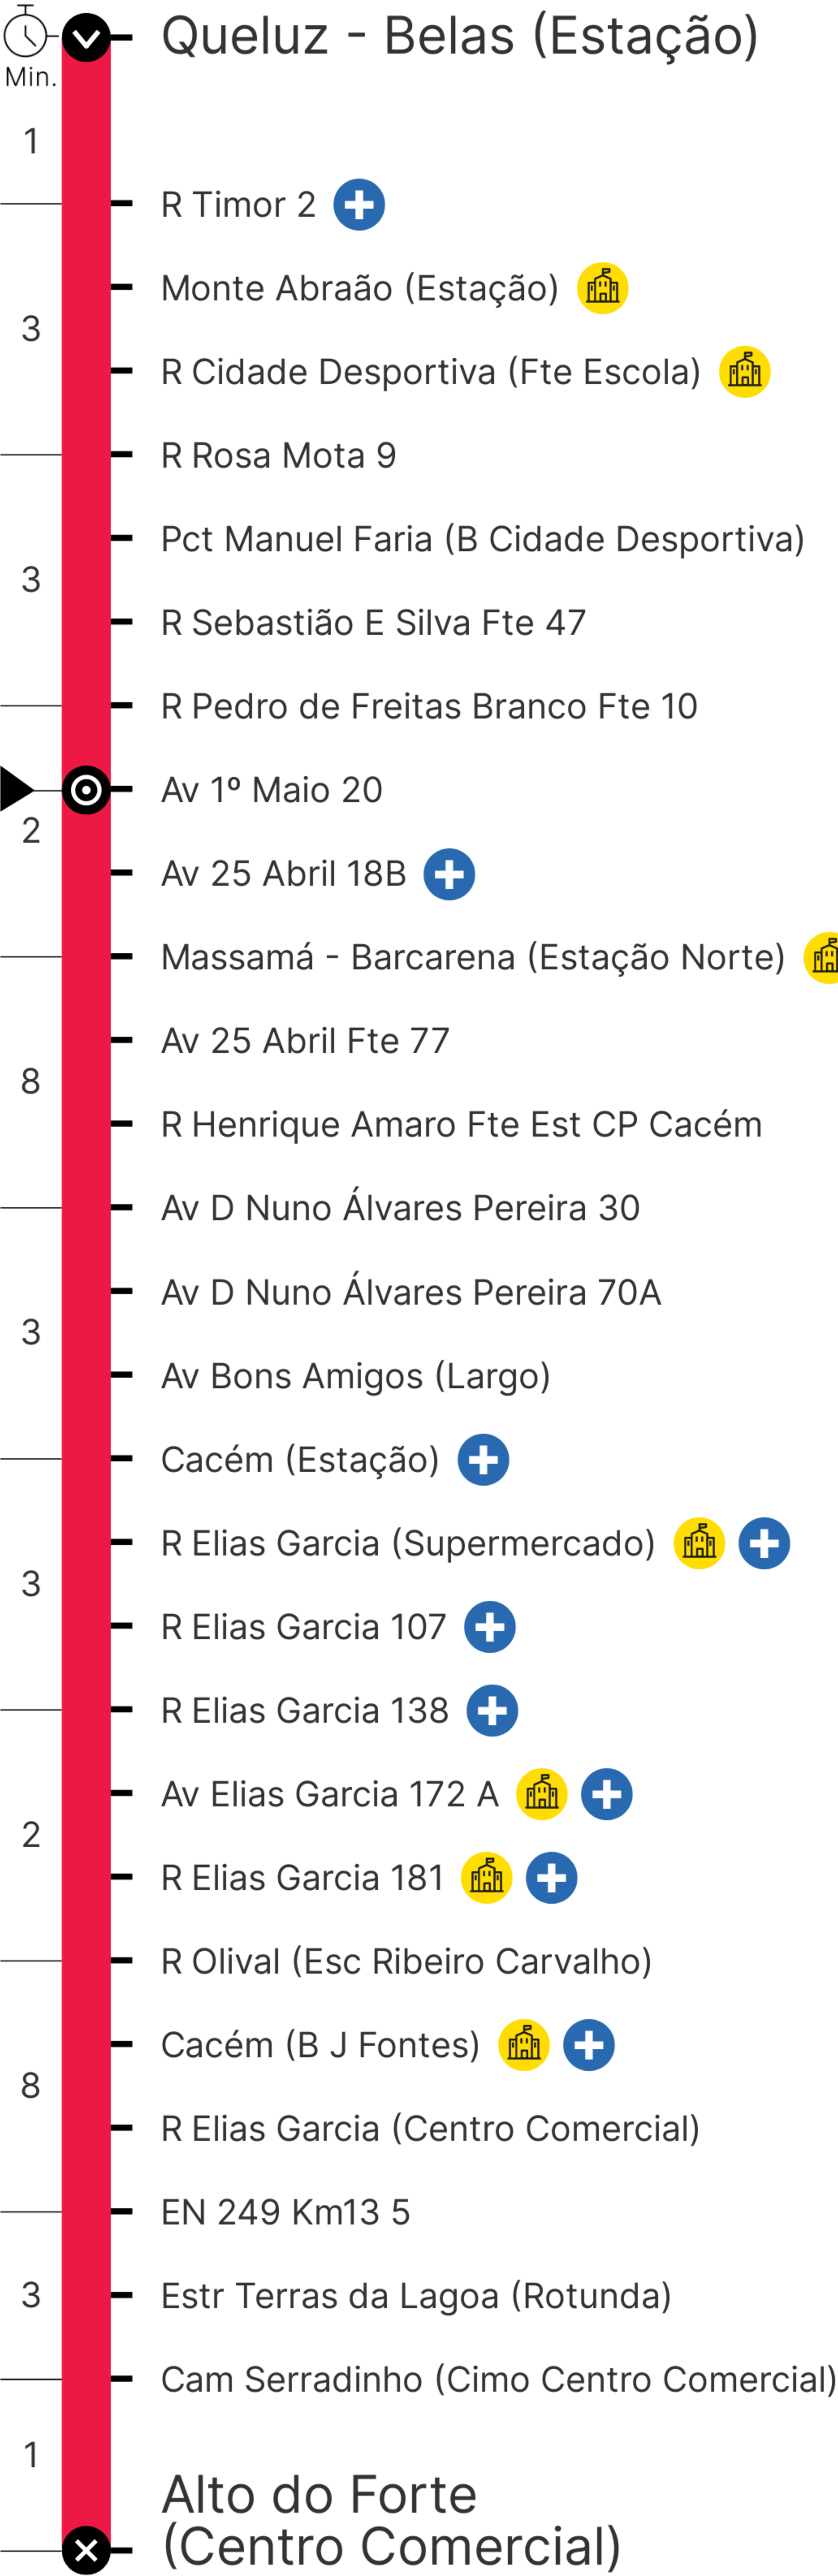 Queluz - Belas (Estação)
Min.
1
R Timor 2
Monte Abraão (Estação)
3
R Cidade Desportiva (Fte Escola)
R Rosa Mota 9
Pct Manuel Faria (B Cidade Desportiva)
3
R Sebastião E Silva Fte 47
R Pedro de Freitas Branco Fte 10
Av 1º Maio 20
2
Av 25 Abril 18B
Massamá - Barcarena (Estação Norte)
Av 25 Abril Fte 77
8
R Henrique Amaro Fte Est CP Cacém
Av D Nuno Álvares Pereira 30
Av D Nuno Álvares Pereira 70A
3
Av Bons Amigos (Largo)
Cacém (Estação)
R Elias Garcia (Supermercado)
3
R Elias Garcia 107
R Elias Garcia 138
Av Elias Garcia 172 A
2
R Elias Garcia 181
R Olival (Esc Ribeiro Carvalho)
Cacém (B J Fontes)
8
R Elias Garcia (Centro Comercial)
EN 249 Km13 5
3
Estr Terras da Lagoa (Rotunda)
Cam Serradinho (Cimo Centro Comercial)
1
Alto do Forte
(Centro Comercial)